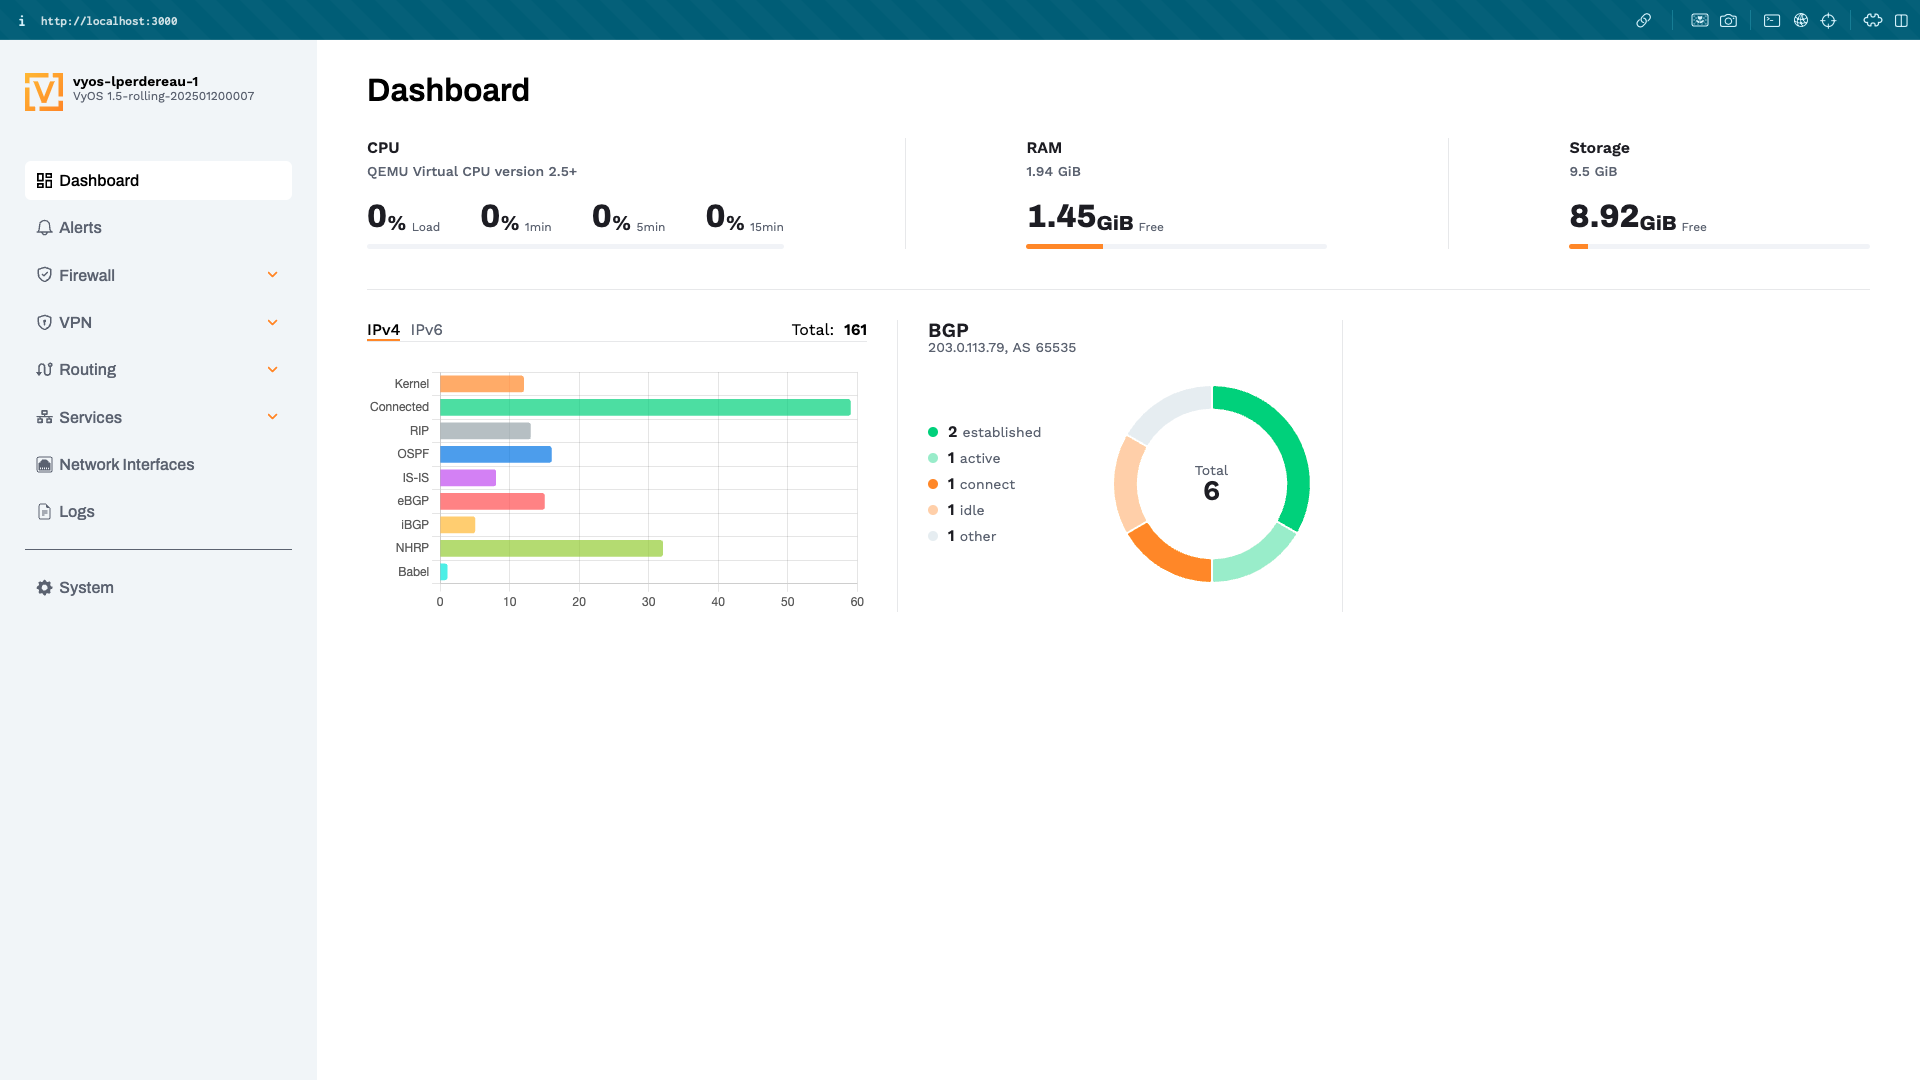 i http://localhost:3000
vyos-lperdereau-1
VyOS 1.5-rolling-202501200007
Dashboard
Alerts
Firewall
VPN
Routing
Services
Network Interfaces
Logs
System
Dashboard
CPU
QEMU Virtual CPU version 2.5+
0% Load 0% 1min 0% 5min 0% 15min
RAM
1.94 GiB
1.45GiB Free
Storage
9.5 GiB
8.92GiB Free
IPv4 IPv6 Total: 161
Kernel
Connected
RIP
OSPF
IS-IS
eBGP
iBGP
NHRP
Babel
0 10 20 30 40 50 60
BGP
203.0.113.79, AS 65535
2 established
1 active
1 connect
1 idle
1 other
Total
6